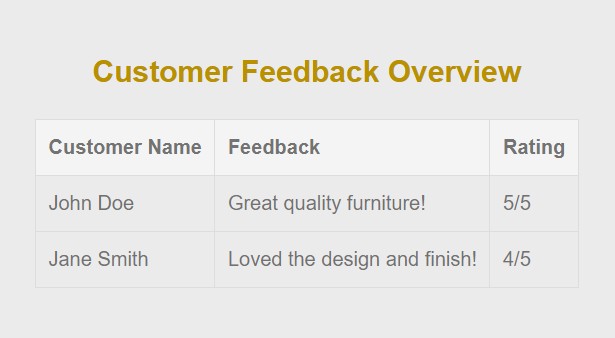 Customer Feedback Overview
Customer Name Feedback Rating
John Doe Great quality furniture! 5/5
Jane Smith Loved the design and finish! 4/5